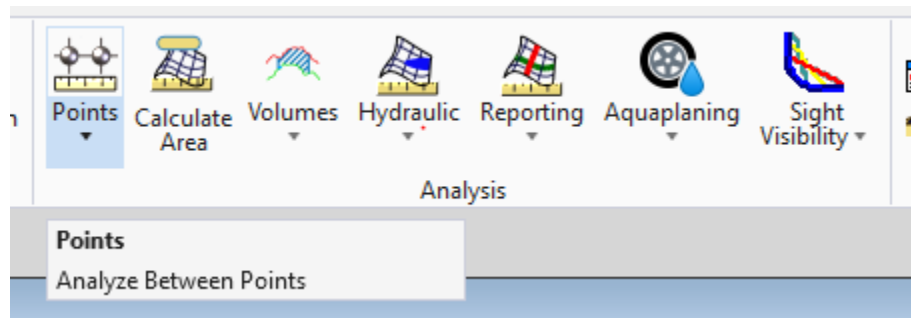 n
Points
Calculate
Area
Volumes
Hydraulic
Reporting
Aquaplaning
Sight
Visibility
Analysis
Points
Analyze Between Points